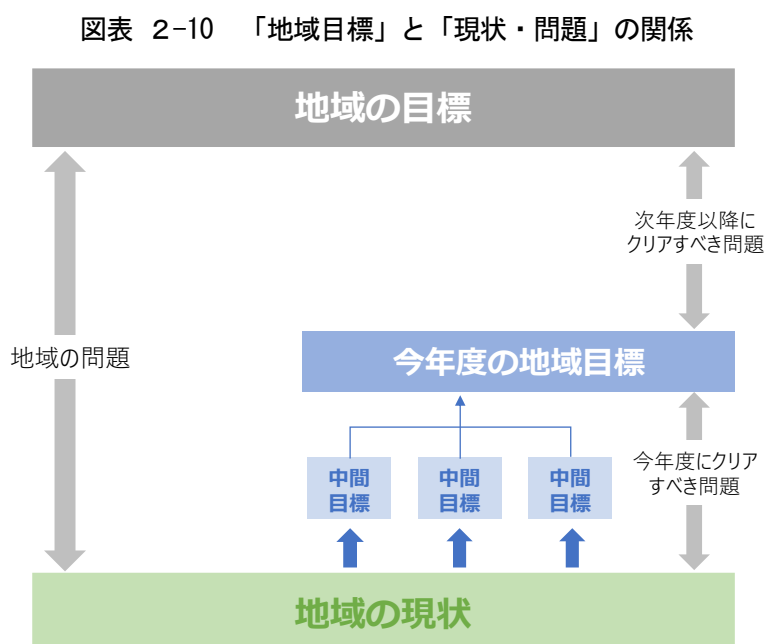 図表 ２-10 「地域目標」と「現状・問題」の関係
地域の目標
次年度以降に
クリアすべき問題
地域の問題
今年度の地域目標
中間
目標
中間
目標
中間
目標
今年度にクリア
すべき問題
地域の現状